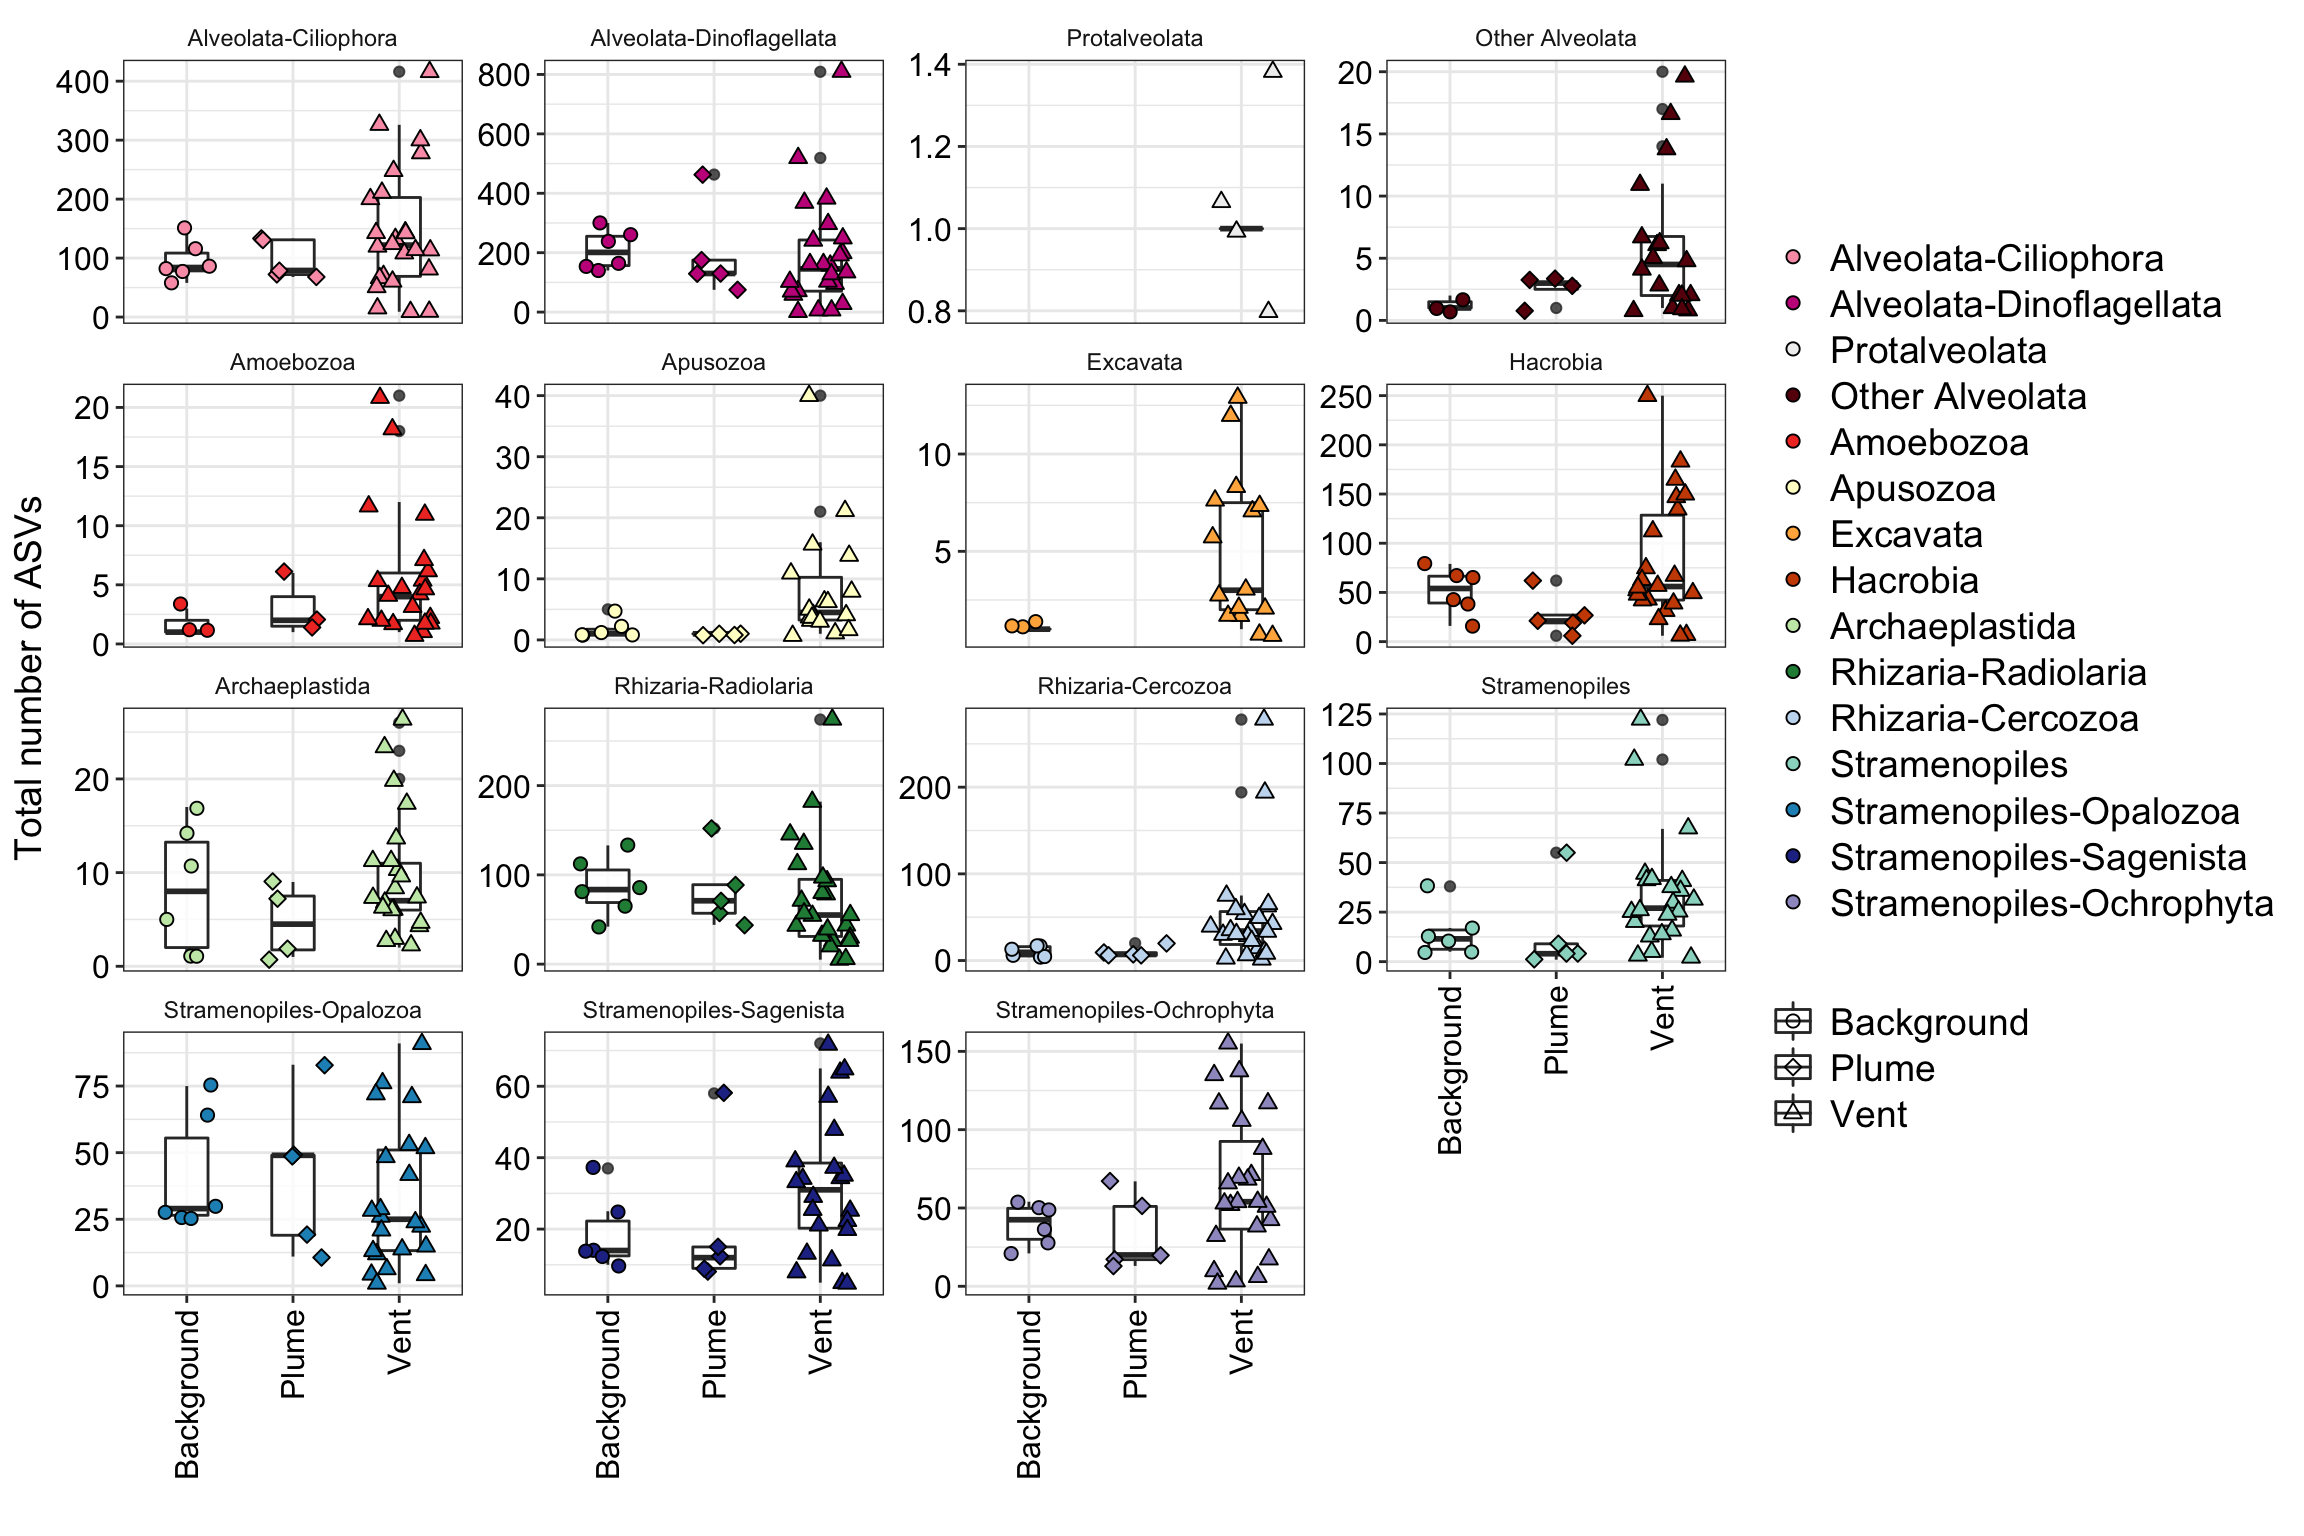 Alveolata-Ciliophora
Alveolata-Dinoflagellata
Protalveolata
Other Alveolata
400
300
200
100
0
800
600
400
200
0
1.4
1.2
1.0
0.8
20
15
10
5
0
Amoebozoa
Apusozoa
Excavata
Hacrobia
20
15
10
5
0
40
30
20
10
0
10
5
250
200
150
100
50
0
Archaeplastida
Rhizaria-Radiolaria
Rhizaria-Cercozoa
Stramenopiles
20
10
0
200
100
0
200
100
0
125
100
75
50
25
0
Background
Plume
Vent
Stramenopiles-Opalozoa
Stramenopiles-Sagenista
Stramenopiles-Ochrophyta
75
50
25
0
60
40
20
150
100
50
0
Background
Plume
Vent
Background
Plume
Vent
Background
Plume
Vent
Total number of ASVs
Alveolata-Ciliophora
Alveolata-Dinoflagellata
Protalveolata
Other Alveolata
Amoebozoa
Apusozoa
Excavata
Hacrobia
Archaeplastida
Rhizaria-Radiolaria
Rhizaria-Cercozoa
Stramenopiles
Stramenopiles-Opalozoa
Stramenopiles-Sagenista
Stramenopiles-Ochrophyta
Background
Plume
Vent